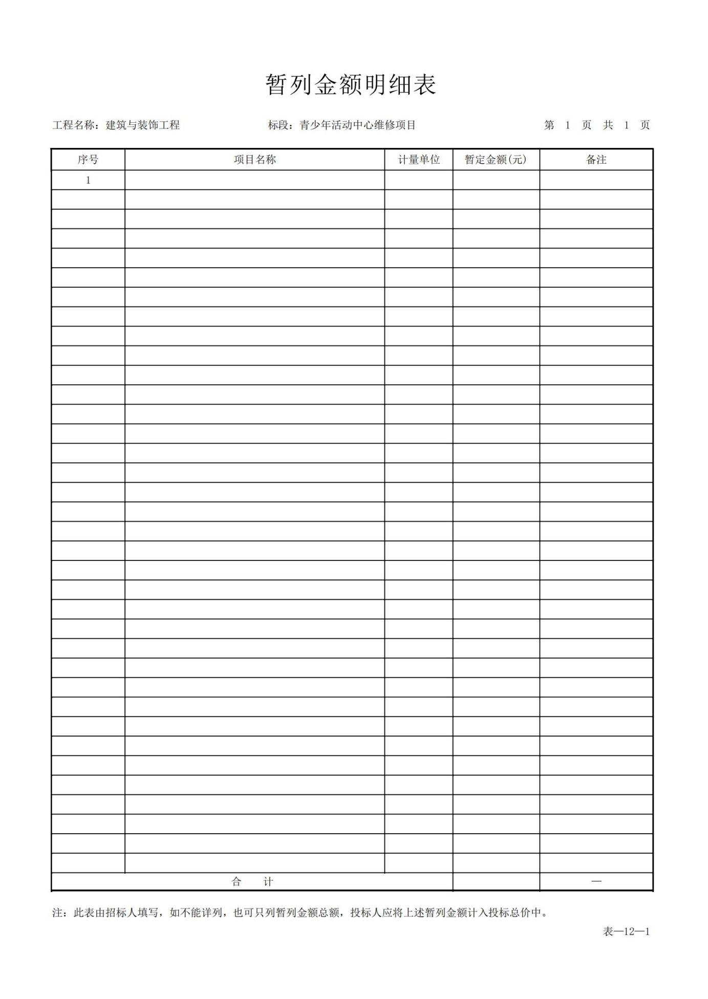 暂列金额明细表
工程名称：建筑与装饰工程 标段：青少年活动中心维修项目 第 1 页 共 1 页
序号 项目名称 计量单位 暂定金额(元) 备注
1
合 计 —
注：此表由招标人填写，如不能详列，也可只列暂列金额总额，投标人应将上述暂列金额计入投标总价中。
表—12—1